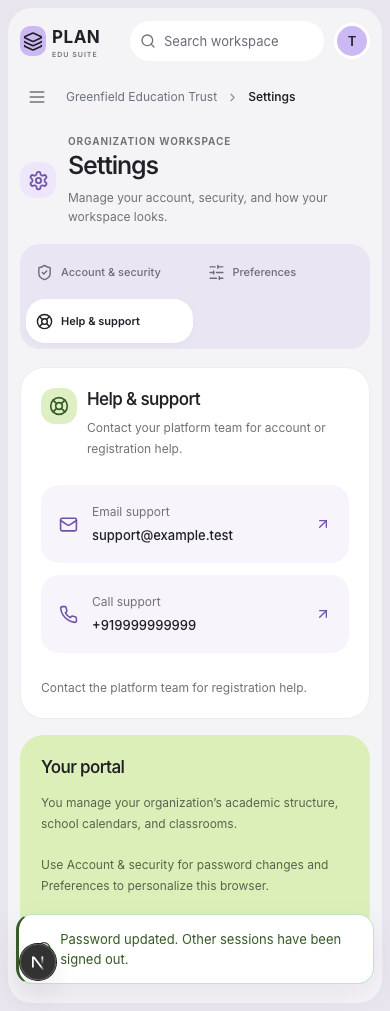 PLAN
EDU SUITE
Search workspace
T
Greenfield Education Trust
Settings
ORGANIZATION WORKSPACE
Settings
Manage your account, security, and how your
workspace looks.
Account & security
Preferences
Help & support
Help & support
Contact your platform team for account or
registration help.
Email support
support@example.test
Call support
+919999999999
Contact the platform team for registration help.
Your portal
You manage your organization’s academic structure,
school calendars, and classrooms.
Use Account & security for password changes and
Preferences to personalize this browser.
Password updated. Other sessions have been
signed out.
N